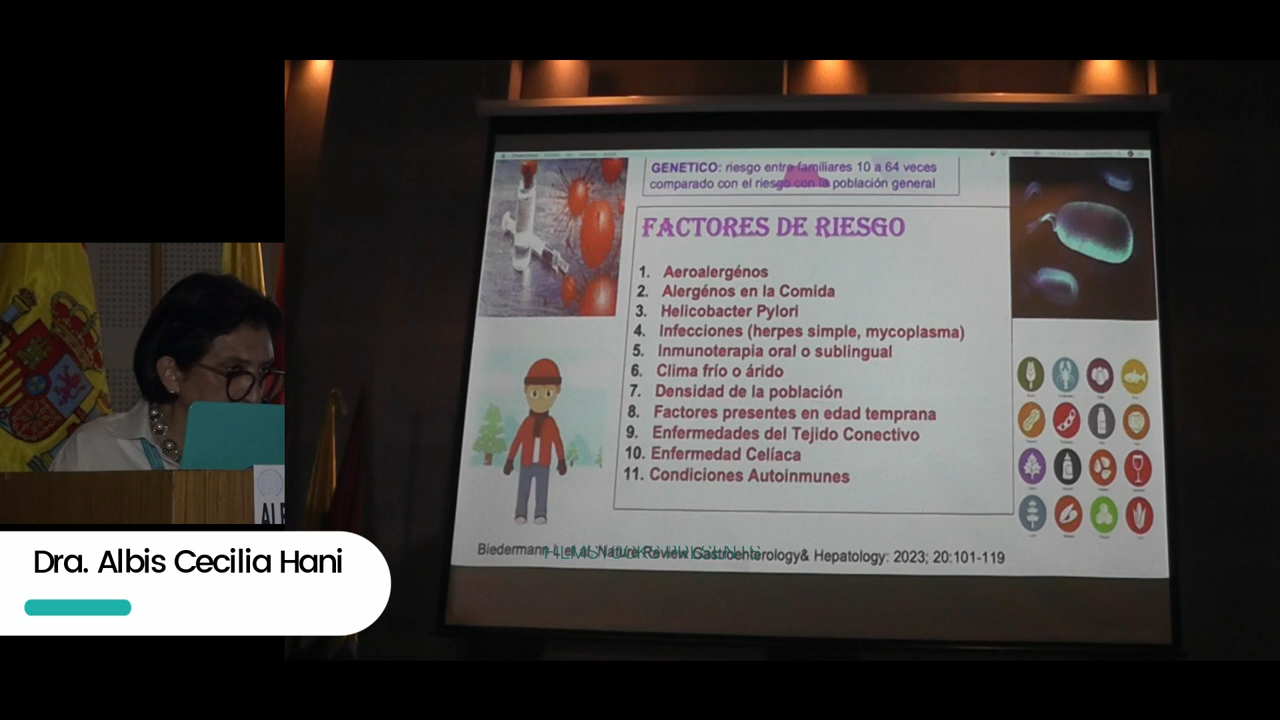 GENETICO: riesgo entre familiares 10 a 64 veces
comparado con el riesgo con la población general
FACTORES DE RIESGO
1. Aeroalergénos
2. Alergénos en la Comida
3. Helicobacter Pylori
4. Infecciones (herpes simple, mycoplasma)
5. Inmunoterapia oral o sublingual
6. Clima frío o árido
7. Densidad de la población
8. Factores presentes en edad temprana
9. Enfermedades del Tejido Conectivo
10. Enfermedad Celíaca
11. Condiciones Autoinmunes
Biedermann L et al. Nature Review Gastroenterology& Hepatology: 2023; 20:101-119
Dra. Albis Cecilia Hani